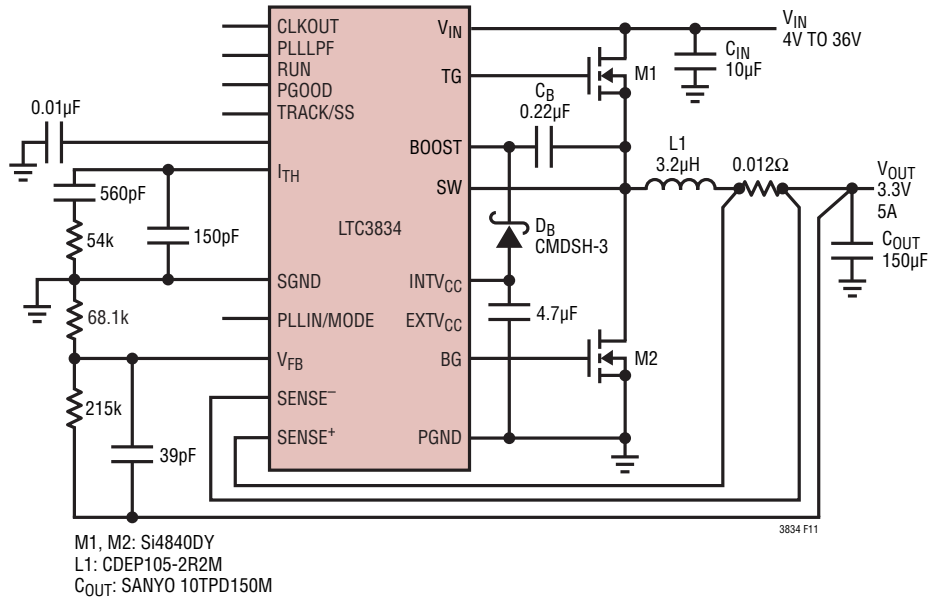 CLKOUT
PLLLPF
RUN
PGOOD
TRACK/SS
ITH
SGND
PLLIN/MODE
VFB
SENSE–
SENSE+
LTC3834
VIN
TG
BOOST
SW
INTVCC
EXTVCC
BG
PGND
0.01µF
560pF
54k
150pF
68.1k
215k
39pF
CB
0.22µF
DB
CMDSH-3
4.7µF
M1
M2
L1
3.2µH
0.012Ω
VIN
4V TO 36V
CIN
10µF
VOUT
3.3V
5A
COUT
150µF
3834 F11
M1, M2: Si4840DY
L1: CDEP105-2R2M
COUT: SANYO 10TPD150M